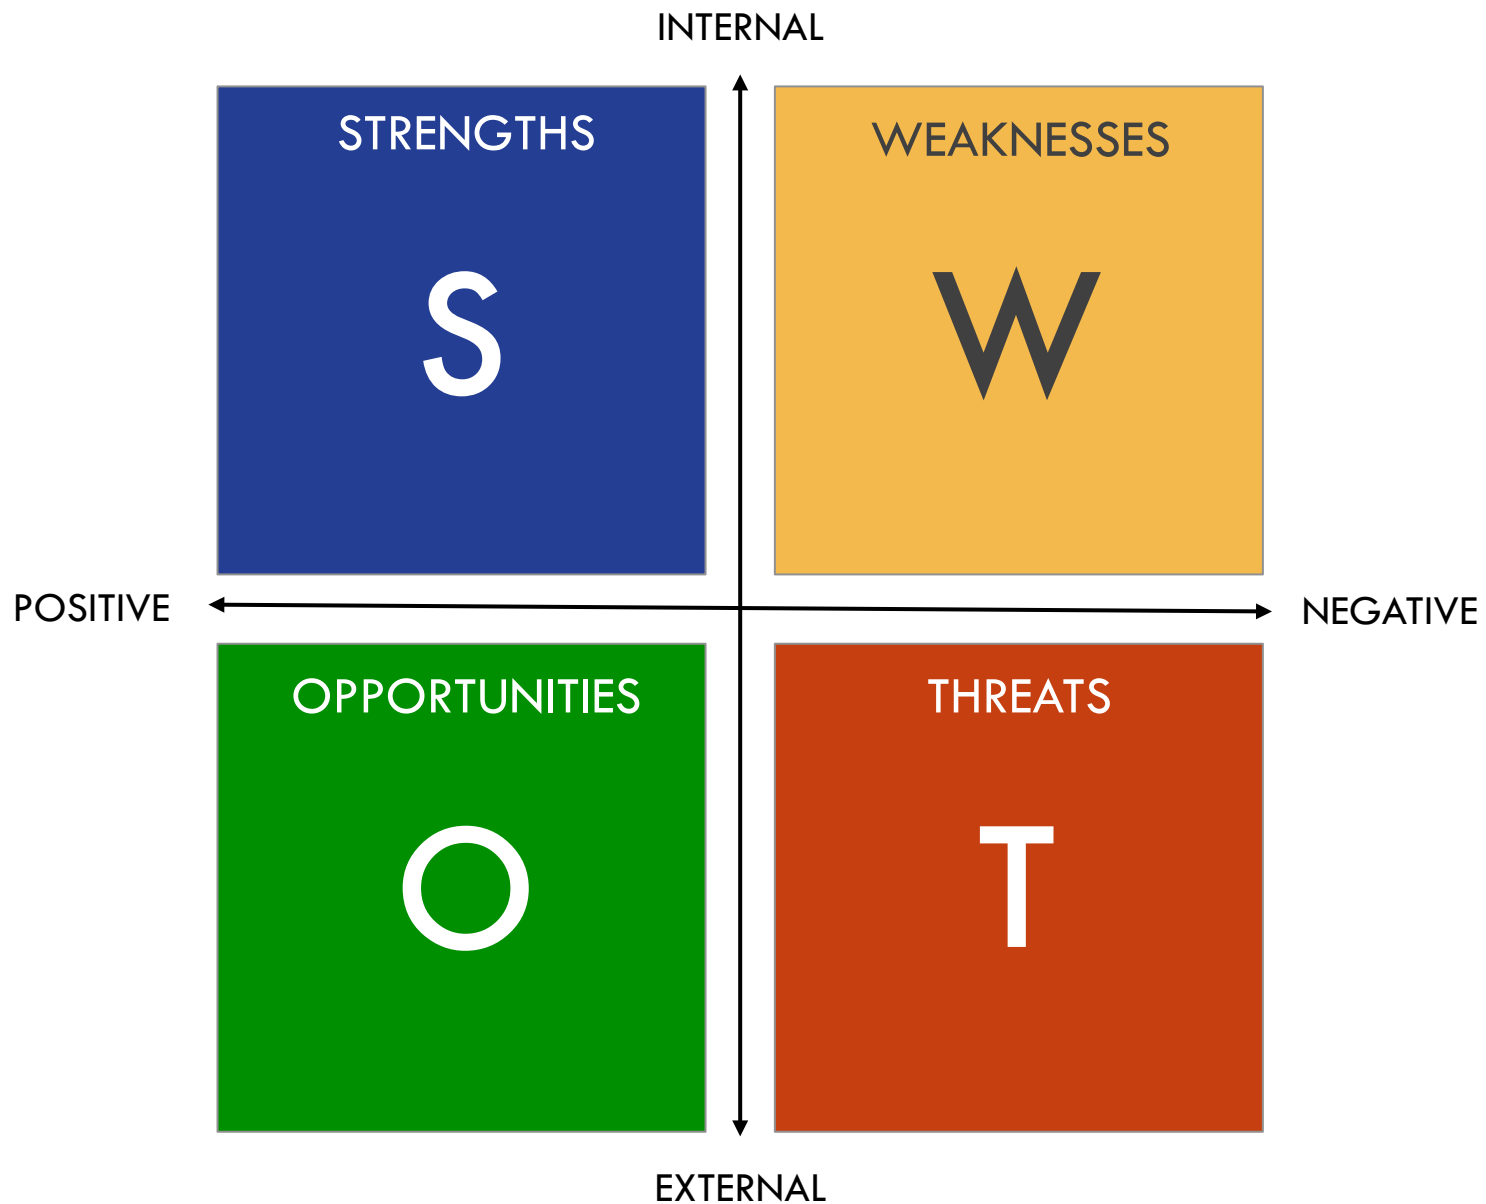 INTERNAL
STRENGTHS
S
WEAKNESSES
W
POSITIVE
NEGATIVE
OPPORTUNITIES
O
THREATS
T
EXTERNAL